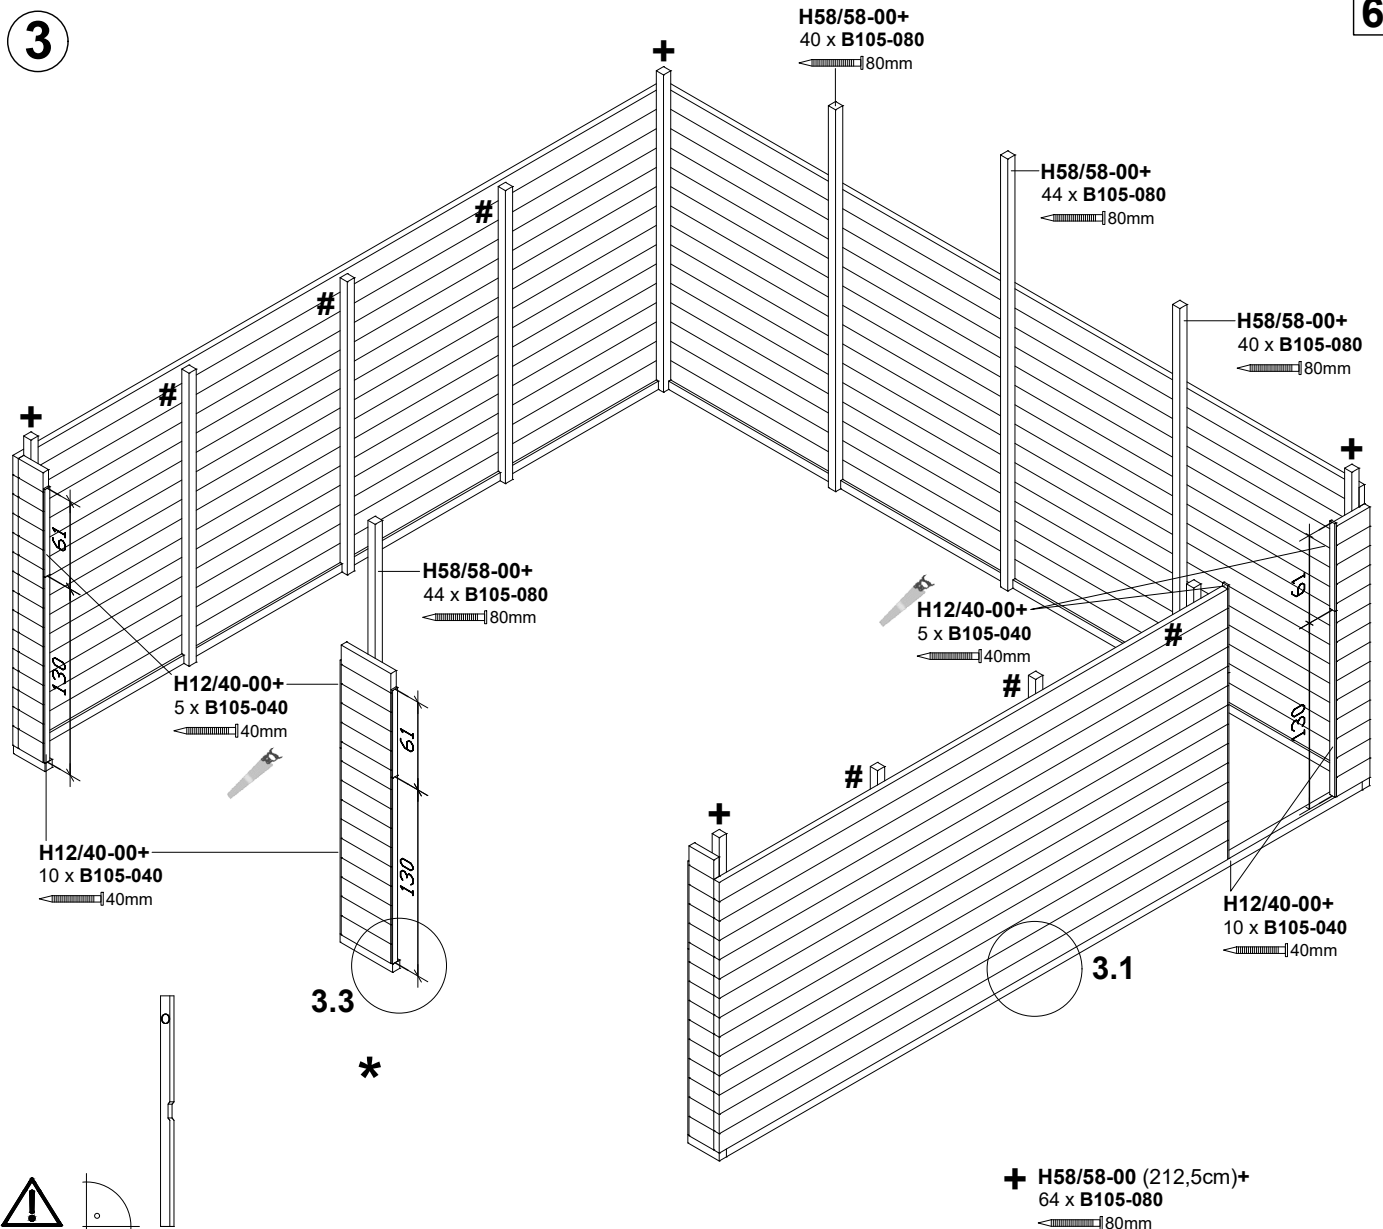 3
6
+
H58/58-00+
40 x B105-080
80mm
H58/58-00+
44 x B105-080
80mm
#
#
H58/58-00+
40 x B105-080
80mm
#
+
+
61
130
H58/58-00+
44 x B105-080
80mm
61
130
H12/40-00+
5 x B105-040
40mm
#
#
#
H12/40-00+
5 x B105-040
40mm
61
130
+
H12/40-00+
10 x B105-040
40mm
H12/40-00+
10 x B105-040
40mm
3.1
3.3
*
+ H58/58-00 (212,5cm)+
64 x B105-080
80mm